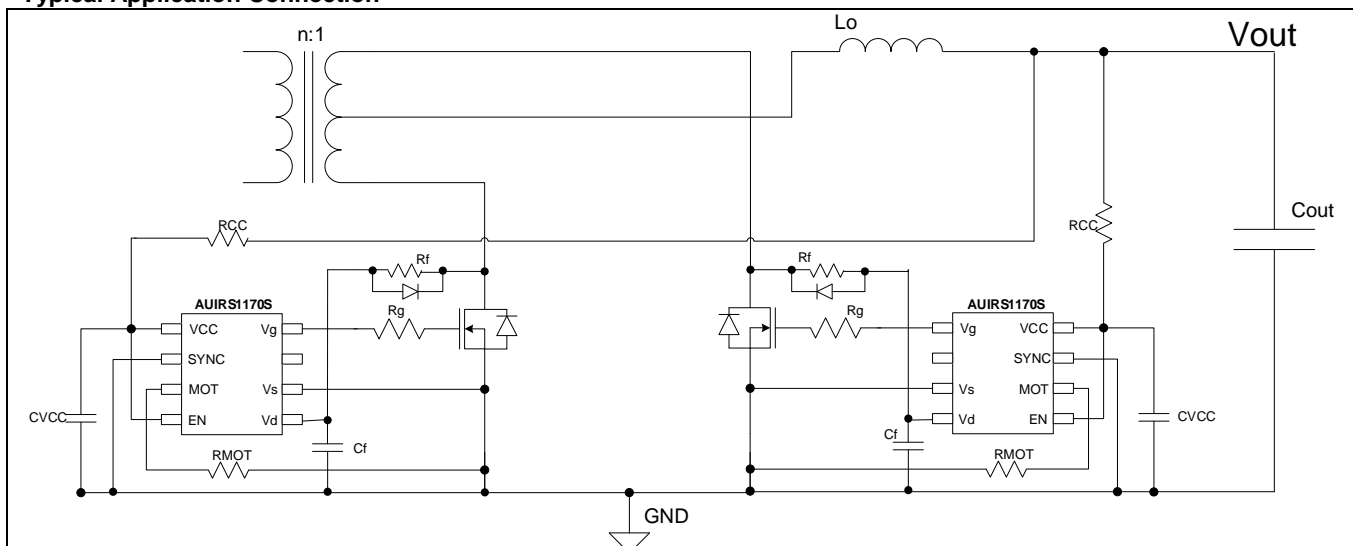 Typical Application Connection
n:1
Lo
Vout
RCC
RCC
Cout
Rf
Rf
AUIRS1170S
Rg
Rg
AUIRS1170S
VCC
Vg
Vg
VCC
SYNC
SYNC
MOT
Vs
Vs
MOT
EN
Vd
Vd
EN
CVCC
Cf
Cf
CVCC
RMOT
RMOT
GND